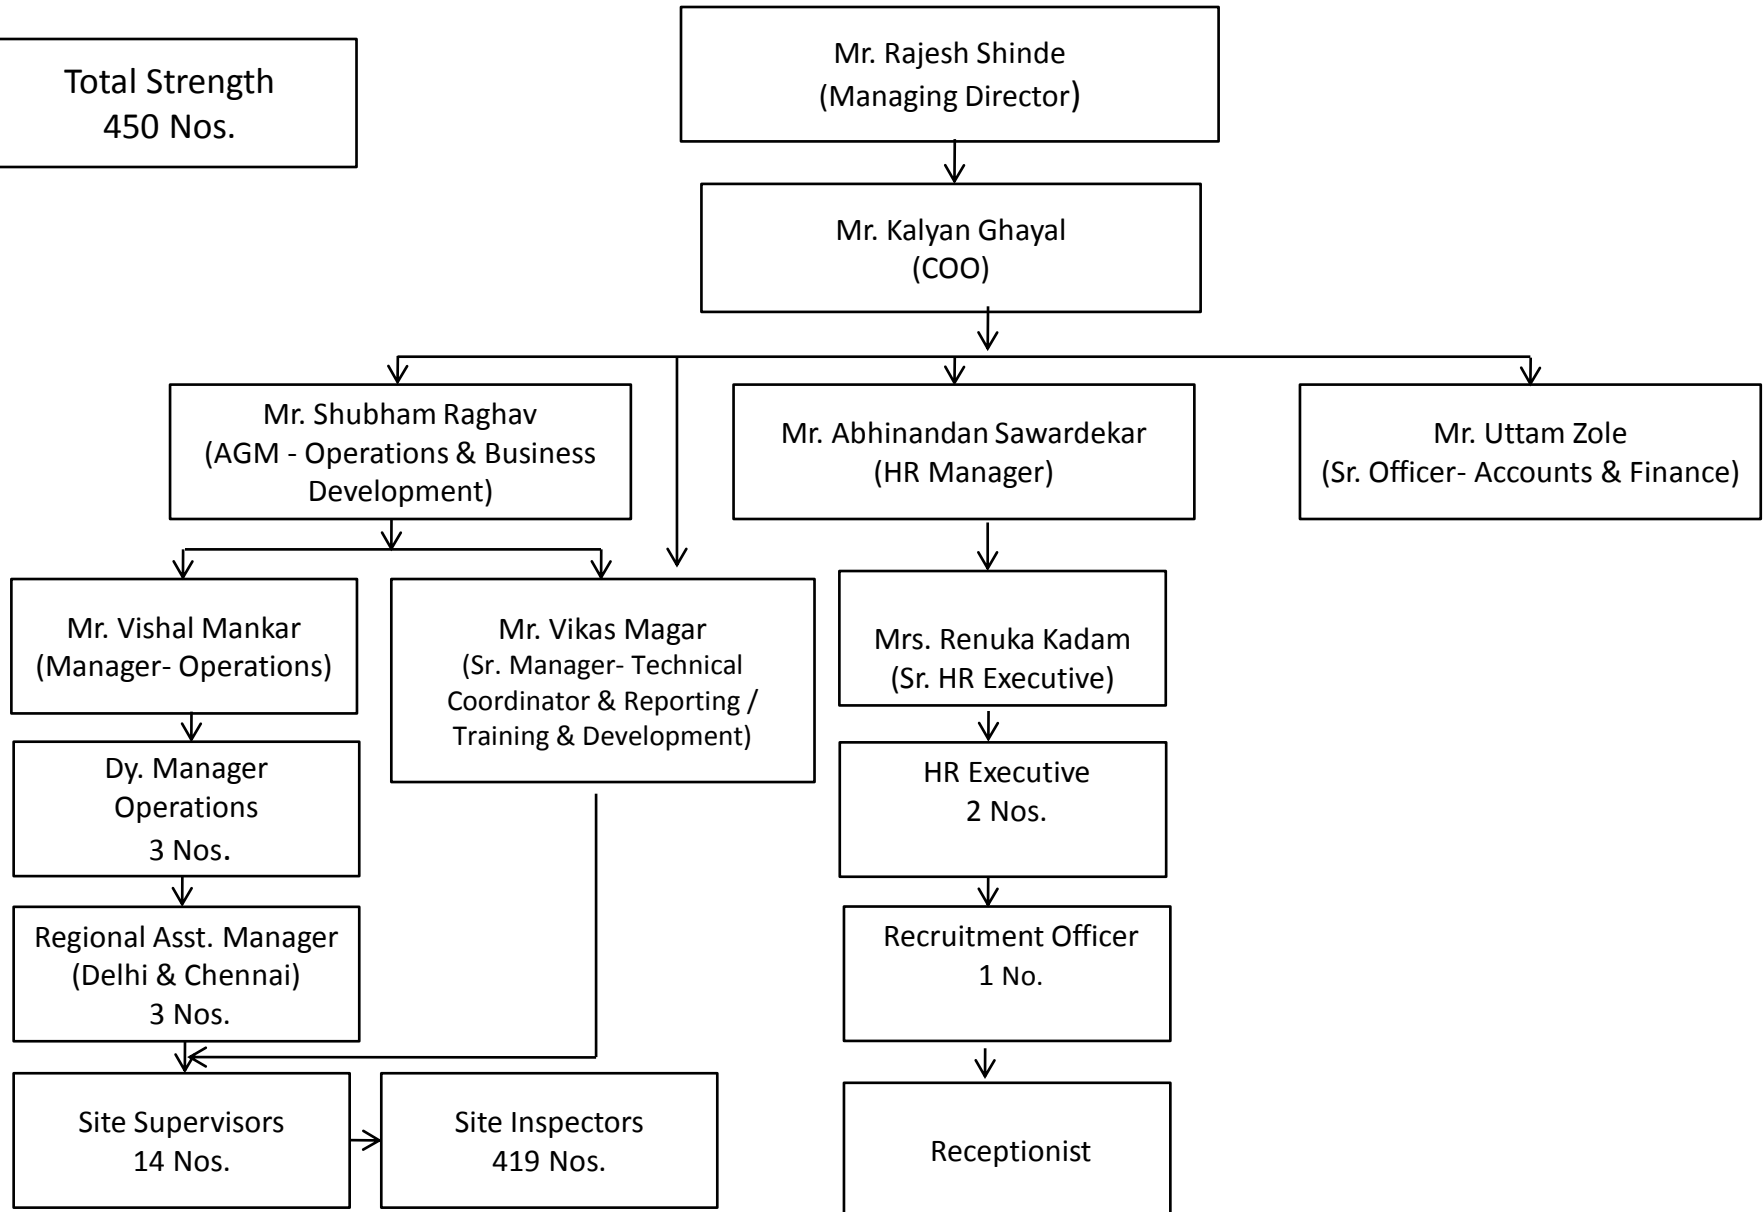 Total Strength
450 Nos.
Mr. Rajesh Shinde
(Managing Director)
Mr. Kalyan Ghayal
(COO)
Mr. Shubham Raghav
(AGM - Operations & Business
Development)
Mr. Abhinandan Sawardekar
(HR Manager)
Mr. Uttam Zole
(Sr. Officer- Accounts & Finance)
Mr. Vishal Mankar
(Manager- Operations)
Mr. Vikas Magar
(Sr. Manager- Technical
Coordinator & Reporting /
Training & Development)
Mrs. Renuka Kadam
(Sr. HR Executive)
Dy. Manager
Operations
3 Nos.
HR Executive
2 Nos.
Regional Asst. Manager
(Delhi & Chennai)
3 Nos.
Recruitment Officer
1 No.
Site Supervisors
14 Nos.
Site Inspectors
419 Nos.
Receptionist